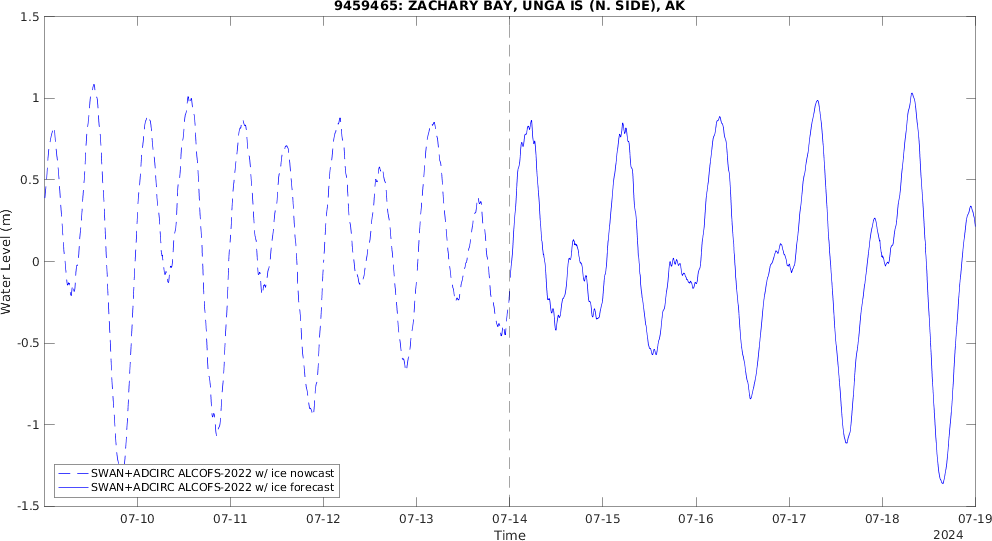 9459465: ZACHARY BAY, UNGA IS (N. SIDE), AK
Water Level (m)
1.5
1
0.5
0
-0.5
-1
-1.5
SWAN+ADCIRC ALCOFS-2022 w/ ice nowcast
SWAN+ADCIRC ALCOFS-2022 w/ ice forecast
07-10 07-11 07-12 07-13 07-14 07-15 07-16 07-17 07-18 07-19
Time
2024